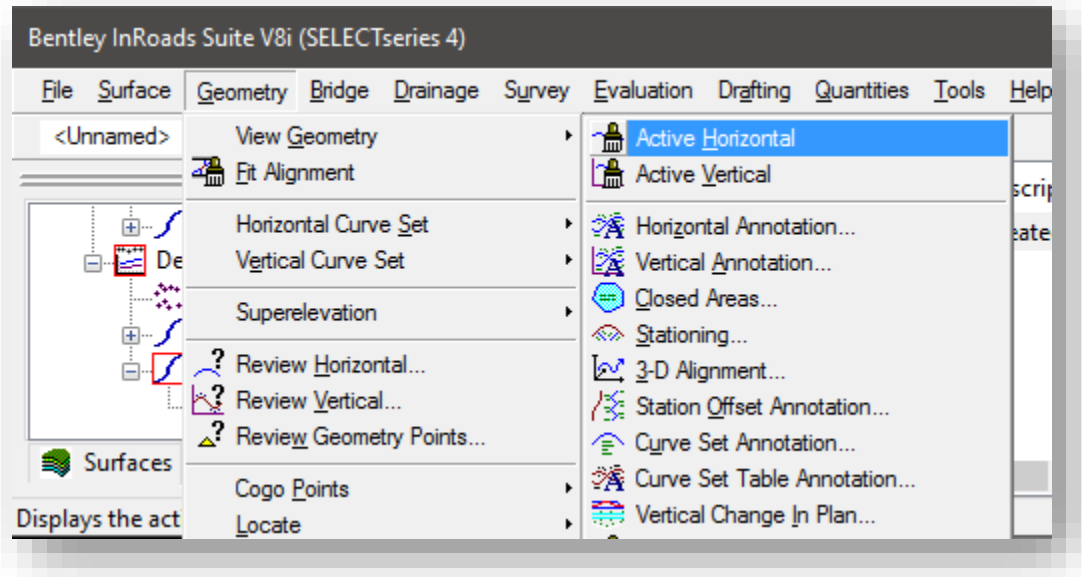 Bentley InRoads Suite V8i (SELECTseries 4)
File Surface Geometry Bridge Drainage Survey Evaluation Drafting Quantities Tools Help
<Unnamed>
View Geometry
Fit Alignment
Horizontal Curve Set
Vertical Curve Set
Superelevation
Review Horizontal...
Review Vertical...
Review Geometry Points...
Cogo Points
Locate
Active Horizontal
Active Vertical
Horizontal Annotation...
Vertical Annotation...
Closed Areas...
Stationing...
3-D Alignment...
Station Offset Annotation...
Curve Set Annotation...
Curve Set Table Annotation...
Vertical Change In Plan...
De
Surfaces
Displays the act
scrip
eate